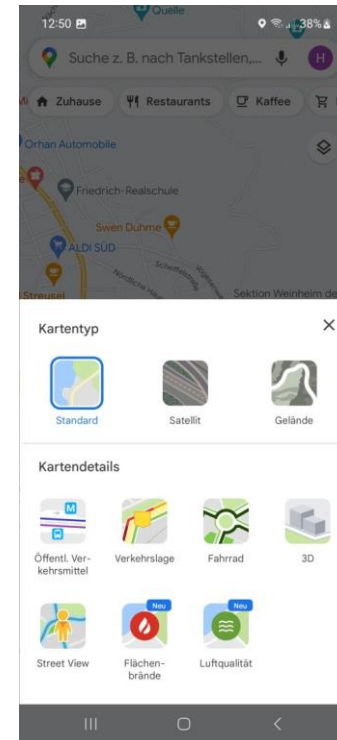 12:50
38%
Quelle
Suche z. B. nach Tankstellen,...
H
Zuhause
Restaurants
Kaffee
Orhan Automobile
Friedrich-Realschule
Swen Duhme
ALDI SÜD
Scheffelstraße
Nördliche
Streusel
Sektion Weinheim de
Kartentyp
Standard
Satellit
Gelände
Kartendetails
M
Öffentl. Ver-
kehrsmittel
Verkehrslage
Fahrrad
3D
Neu
Neu
Street View
Flächen-
brände
Luftqualität